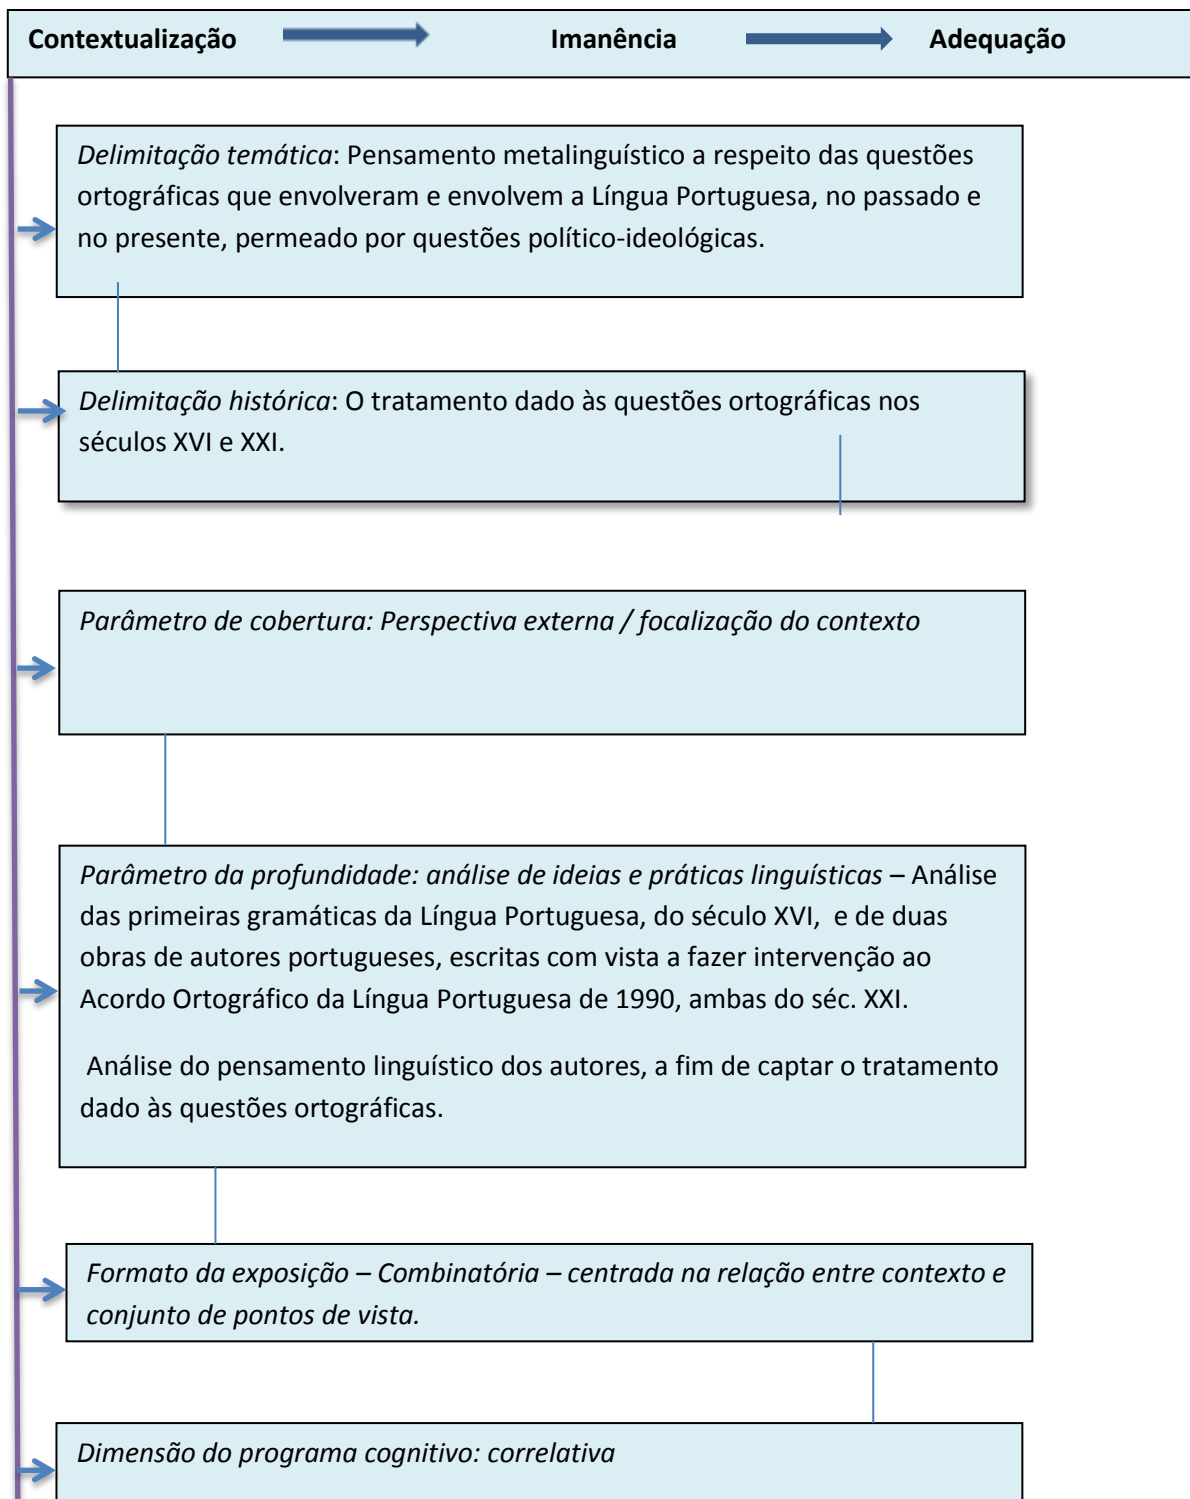 Contextualização Imanência Adequação
Delimitação temática: Pensamento metalinguístico a respeito das questões
ortográficas que envolveram e envolvem a Língua Portuguesa, no passado e
no presente, permeado por questões político-ideológicas.
Delimitação histórica: O tratamento dado às questões ortográficas nos
séculos XVI e XXI.
Parâmetro de cobertura: Perspectiva externa / focalização do contexto
Parâmetro da profundidade: análise de ideias e práticas linguísticas – Análise
das primeiras gramáticas da Língua Portuguesa, do século XVI, e de duas
obras de autores portugueses, escritas com vista a fazer intervenção ao
Acordo Ortográfico da Língua Portuguesa de 1990, ambas do séc. XXI.
Análise do pensamento linguístico dos autores, a fim de captar o tratamento
dado às questões ortográficas.
Formato da exposição – Combinatória – centrada na relação entre contexto e
conjunto de pontos de vista.
Dimensão do programa cognitivo: correlativa